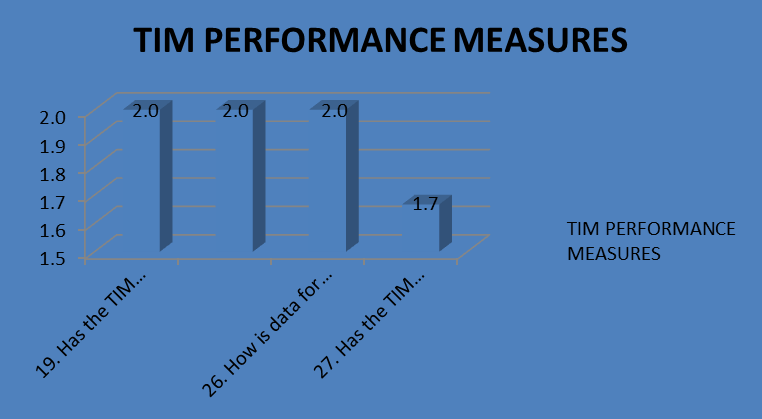 TIM PERFORMANCE MEASURES
2.0
1.9
1.8
1.7
1.6
1.5
2.0
2.0
2.0
1.7
19. Has the TIM...
26. How is data for...
27. Has the TIM...
TIM PERFORMANCE
MEASURES